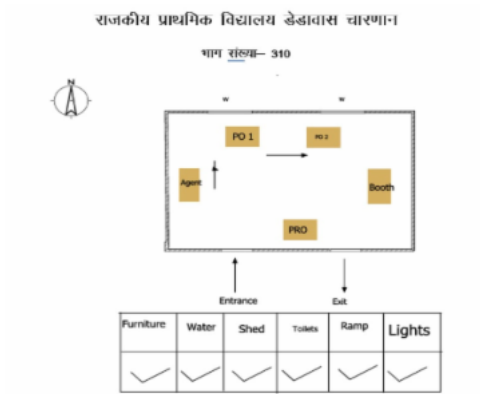 राजकीय प्राथमिक विद्यालय डेडावास चारणान
भाग संख्या– 310
N
W W
PO 1 PO 2
Agent Booth
PRO
Entrance Exit
Furniture Water Shed Toilets Ramp Lights